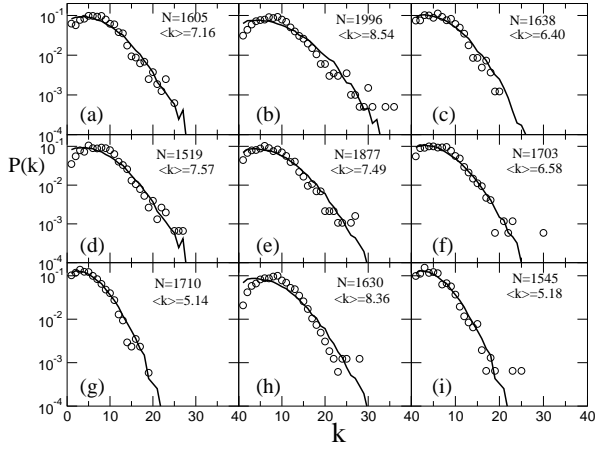 10^-1
N=1605
<k>=7.16
N=1996
<k>=8.54
N=1638
<k>=6.40
10^-2
10^-3
(a)
(b)
(c)
10^-4
P(k)
10^-1
N=1519
<k>=7.57
N=1877
<k>=7.49
N=1703
<k>=6.58
10^-2
10^-3
(d)
(e)
(f)
10^-1
N=1710
<k>=5.14
N=1630
<k>=8.36
N=1545
<k>=5.18
10^-2
10^-3
(g)
(h)
(i)
10^-4
0 10 20 30 40 10 20 30 40 10 20 30 40
k